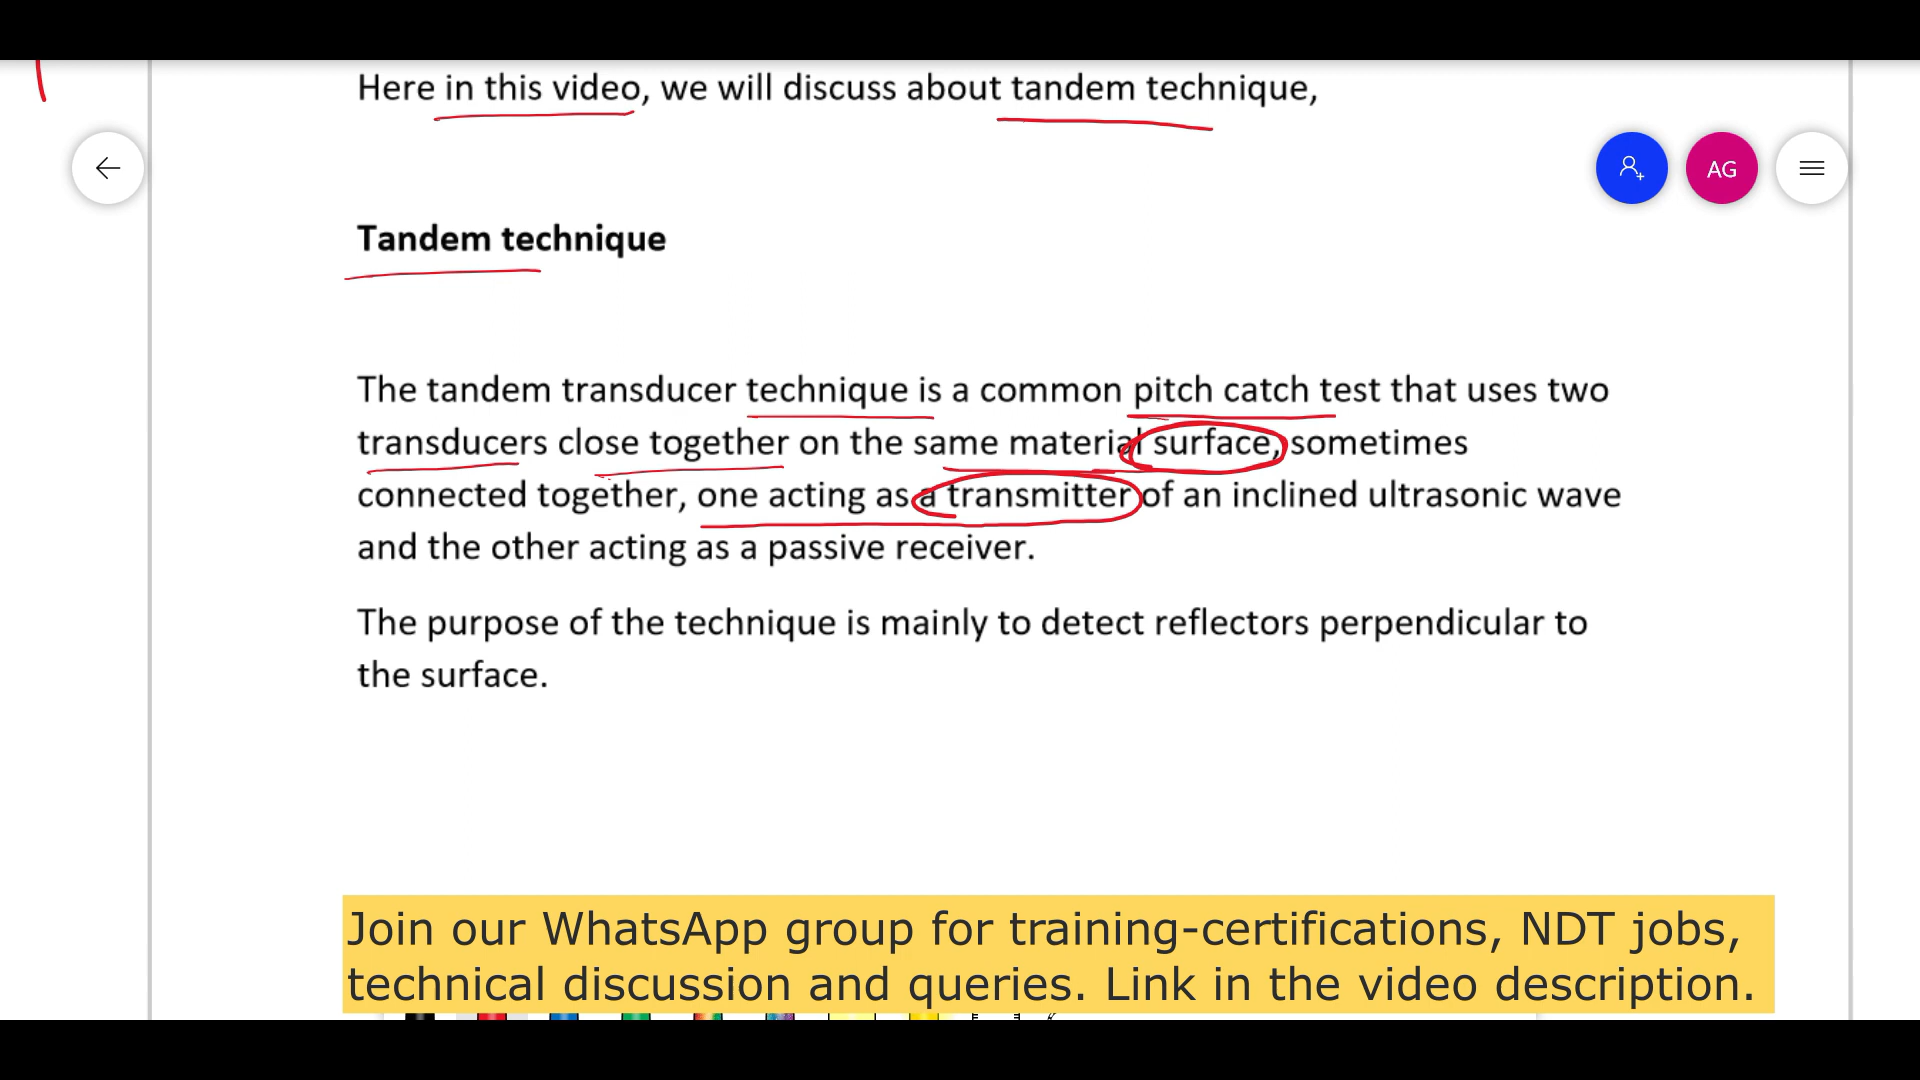 Here in this video, we will discuss about tandem technique,
AG
Tandem technique
The tandem transducer technique is a common pitch catch test that uses two
transducers close together on the same material surface, sometimes
connected together, one acting as a transmitter of an inclined ultrasonic wave
and the other acting as a passive receiver.
The purpose of the technique is mainly to detect reflectors perpendicular to
the surface.
Join our WhatsApp group for training-certifications, NDT jobs,
technical discussion and queries. Link in the video description.